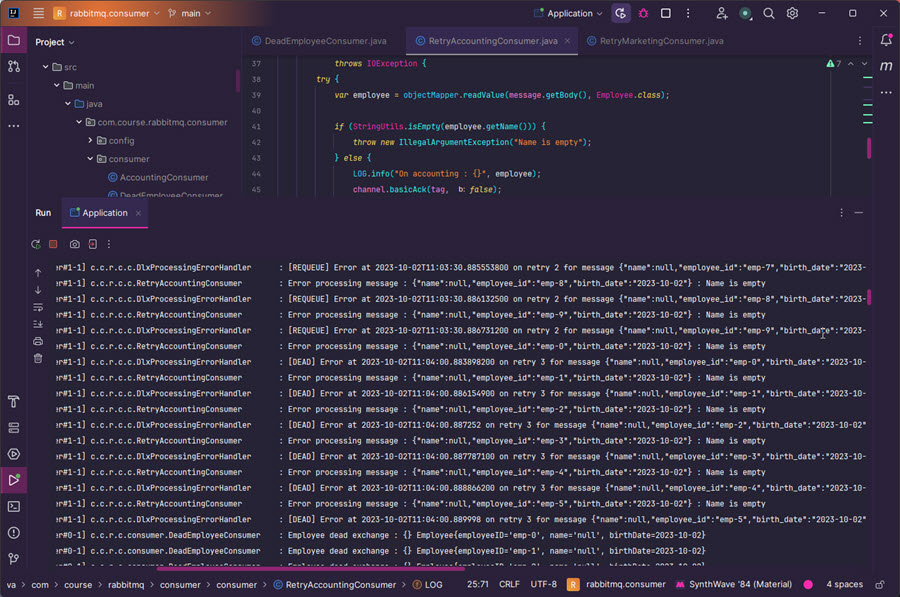 rabbitmq.consumer main Application
Project
DeadEmployeeConsumer.java RetryAccountingConsumer.java RetryMarketingConsumer.java
src
main
java
com.course.rabbitmq.consumer
config
consumer
AccountingConsumer
DeadEmployeeConsumer
37 throws IOException {
38 try {
39 var employee = objectMapper.readValue(message.getBody(), Employee.class);
40
41 if (StringUtils.isEmpty(employee.getName())) {
42 throw new IllegalArgumentException("Name is empty");
43 } else {
44 LOG.info("On accounting : {}", employee);
45 channel.basicAck(tag, b: false);
7
Run Application
er#1-1] c.c.r.c.c.DlxProcessingErrorHandler : [REQUEUE] Error at 2023-10-02T11:03:30.885553800 on retry 2 for message {"name":null,"employee_id":"emp-7","birth_date":"2023-
er#1-1] c.c.r.c.c.RetryAccountingConsumer : Error processing message : {"name":null,"employee_id":"emp-8","birth_date":"2023-10-02"} : Name is empty
er#1-1] c.c.r.c.c.DlxProcessingErrorHandler : [REQUEUE] Error at 2023-10-02T11:03:30.886132500 on retry 2 for message {"name":null,"employee_id":"emp-8","birth_date":"2023-
er#1-1] c.c.r.c.c.RetryAccountingConsumer : Error processing message : {"name":null,"employee_id":"emp-9","birth_date":"2023-10-02"} : Name is empty
er#1-1] c.c.r.c.c.DlxProcessingErrorHandler : [REQUEUE] Error at 2023-10-02T11:03:30.886731200 on retry 2 for message {"name":null,"employee_id":"emp-9","birth_date":"2023-
er#1-1] c.c.r.c.c.RetryAccountingConsumer : Error processing message : {"name":null,"employee_id":"emp-0","birth_date":"2023-10-02"} : Name is empty
er#1-1] c.c.r.c.c.DlxProcessingErrorHandler : [DEAD] Error at 2023-10-02T11:04:00.883898200 on retry 3 for message {"name":null,"employee_id":"emp-0","birth_date":"2023-10-
er#1-1] c.c.r.c.c.RetryAccountingConsumer : Error processing message : {"name":null,"employee_id":"emp-1","birth_date":"2023-10-02"} : Name is empty
er#1-1] c.c.r.c.c.DlxProcessingErrorHandler : [DEAD] Error at 2023-10-02T11:04:00.886154900 on retry 3 for message {"name":null,"employee_id":"emp-1","birth_date":"2023-10-
er#1-1] c.c.r.c.c.RetryAccountingConsumer : Error processing message : {"name":null,"employee_id":"emp-2","birth_date":"2023-10-02"} : Name is empty
er#1-1] c.c.r.c.c.DlxProcessingErrorHandler : [DEAD] Error at 2023-10-02T11:04:00.887252 on retry 3 for message {"name":null,"employee_id":"emp-2","birth_date":"2023-10-02"
er#1-1] c.c.r.c.c.RetryAccountingConsumer : Error processing message : {"name":null,"employee_id":"emp-3","birth_date":"2023-10-02"} : Name is empty
er#1-1] c.c.r.c.c.DlxProcessingErrorHandler : [DEAD] Error at 2023-10-02T11:04:00.887787100 on retry 3 for message {"name":null,"employee_id":"emp-3","birth_date":"2023-10-
er#1-1] c.c.r.c.c.RetryAccountingConsumer : Error processing message : {"name":null,"employee_id":"emp-4","birth_date":"2023-10-02"} : Name is empty
er#1-1] c.c.r.c.c.DlxProcessingErrorHandler : [DEAD] Error at 2023-10-02T11:04:00.888866200 on retry 3 for message {"name":null,"employee_id":"emp-4","birth_date":"2023-10-
er#1-1] c.c.r.c.c.RetryAccountingConsumer : Error processing message : {"name":null,"employee_id":"emp-5","birth_date":"2023-10-02"} : Name is empty
er#1-1] c.c.r.c.c.DlxProcessingErrorHandler : [DEAD] Error at 2023-10-02T11:04:00.889998 on retry 3 for message {"name":null,"employee_id":"emp-5","birth_date":"2023-10-02"
er#0-1] c.c.r.consumer.DeadEmployeeConsumer : Employee dead exchange : {} Employee{employeeID='emp-0', name='null', birthDate=2023-10-02}
er#0-1] c.c.r.consumer.DeadEmployeeConsumer : Employee dead exchange : {} Employee{employeeID='emp-1', name='null', birthDate=2023-10-02}
va > com > course > rabbitmq > consumer > consumer > RetryAccountingConsumer > LOG 25:71 CRLF UTF-8 rabbitmq.consumer SynthWave '84 (Material) 4 spaces